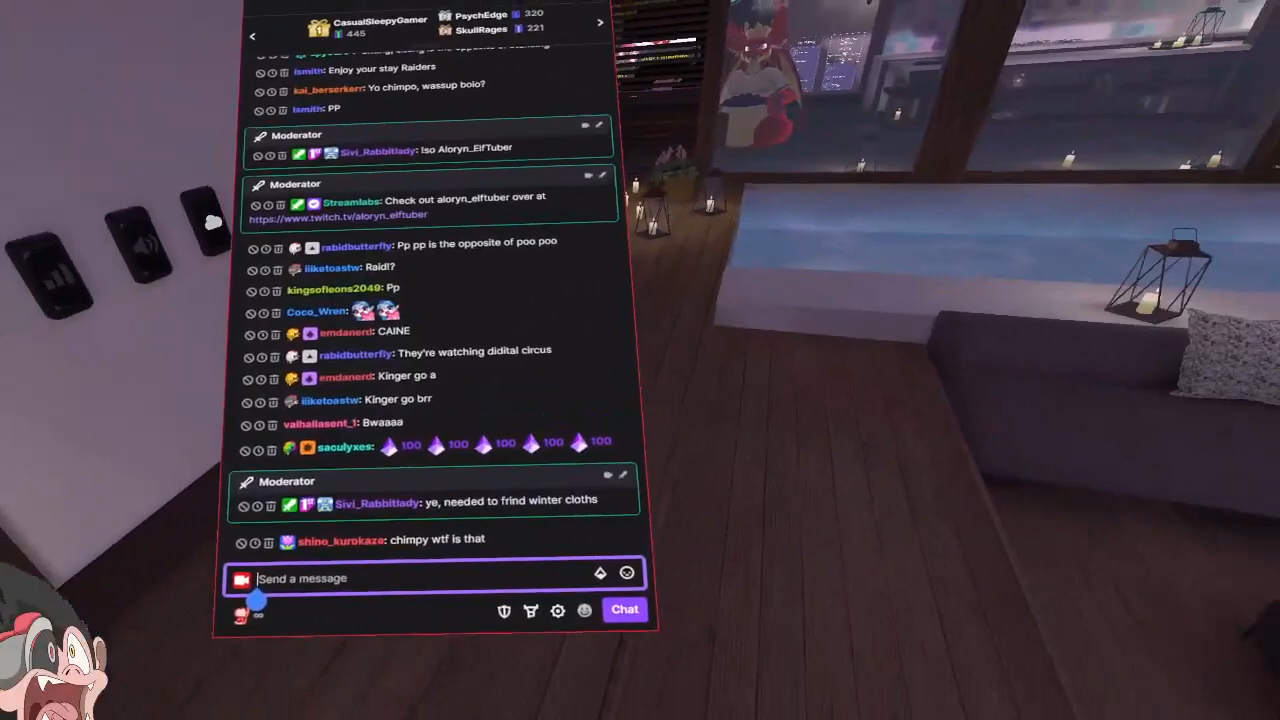 CasualSleepyGamer
445
PsychEdge 320
SkullRages 221
lsmith: Enjoy your stay Raiders
kai_berserkerr: Yo chimpo, wassup boio?
lsmith: PP
Moderator
Sivi_Rabbitlady: !so Aloryn_ElfTuber
Moderator
Streamlabs: Check out aloryn_elftuber over at
https://www.twitch.tv/aloryn_elftuber
rabidbutterfly: Pp pp is the opposite of poo poo
iiiketoastw: Raid!?
kingsofleons2049: Pp
Coco_Wren:
emdanerd: CAINE
rabidbutterfly: They're watching didital circus
emdanerd: Kinger go a
iiiketoastw: Kinger go brr
valhallasent_1: Bwaaaa
saculyxes: 100 100 100 100 100
Moderator
Sivi_Rabbitlady: ye, needed to frind winter cloths
shino_kurokaze: chimpy wtf is that
Send a message
Chat